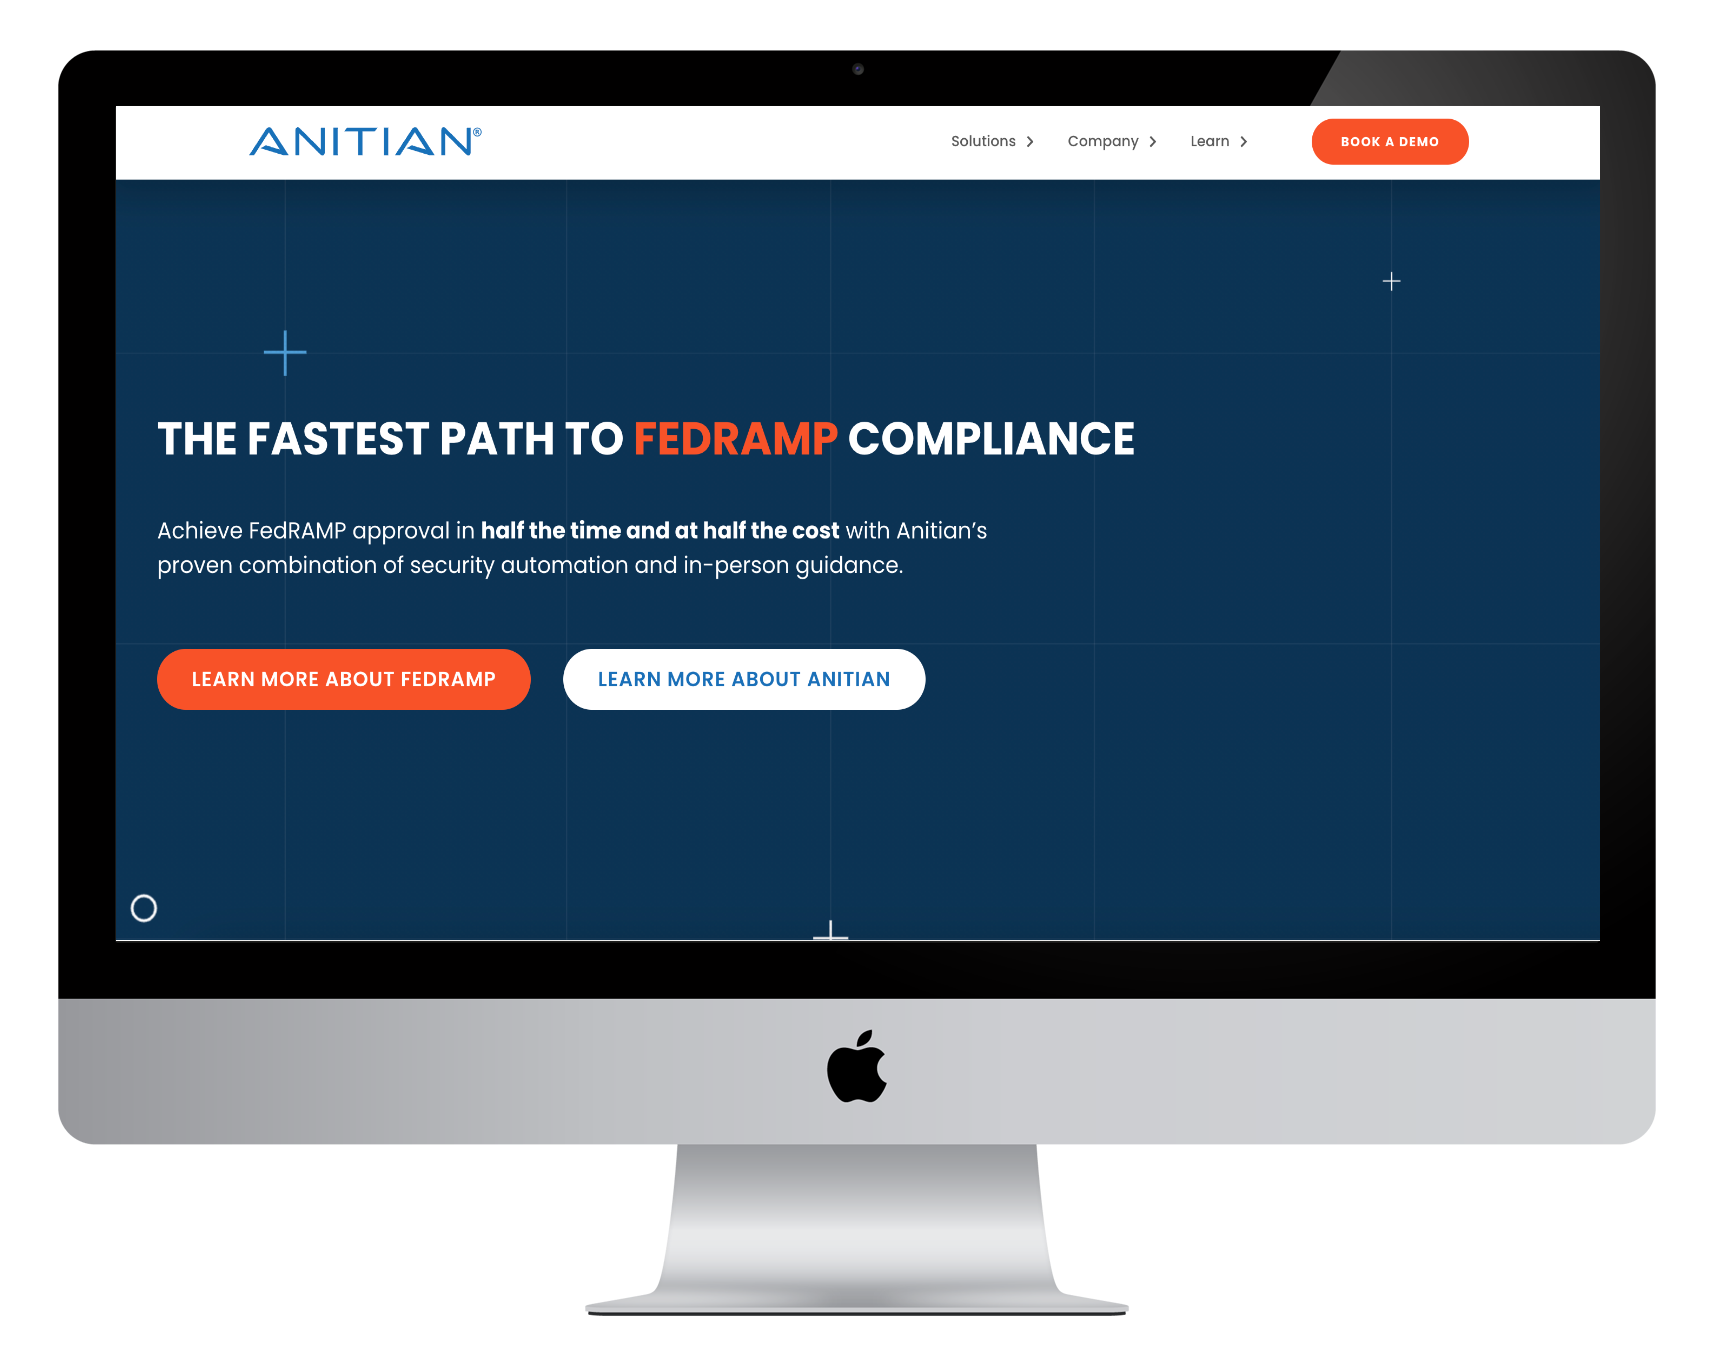 ANITIAN®
Solutions Company Learn BOOK A DEMO
THE FASTEST PATH TO FEDRAMP COMPLIANCE
Achieve FedRAMP approval in half the time and at half the cost with Anitian’s
proven combination of security automation and in-person guidance.
LEARN MORE ABOUT FEDRAMP LEARN MORE ABOUT ANITIAN